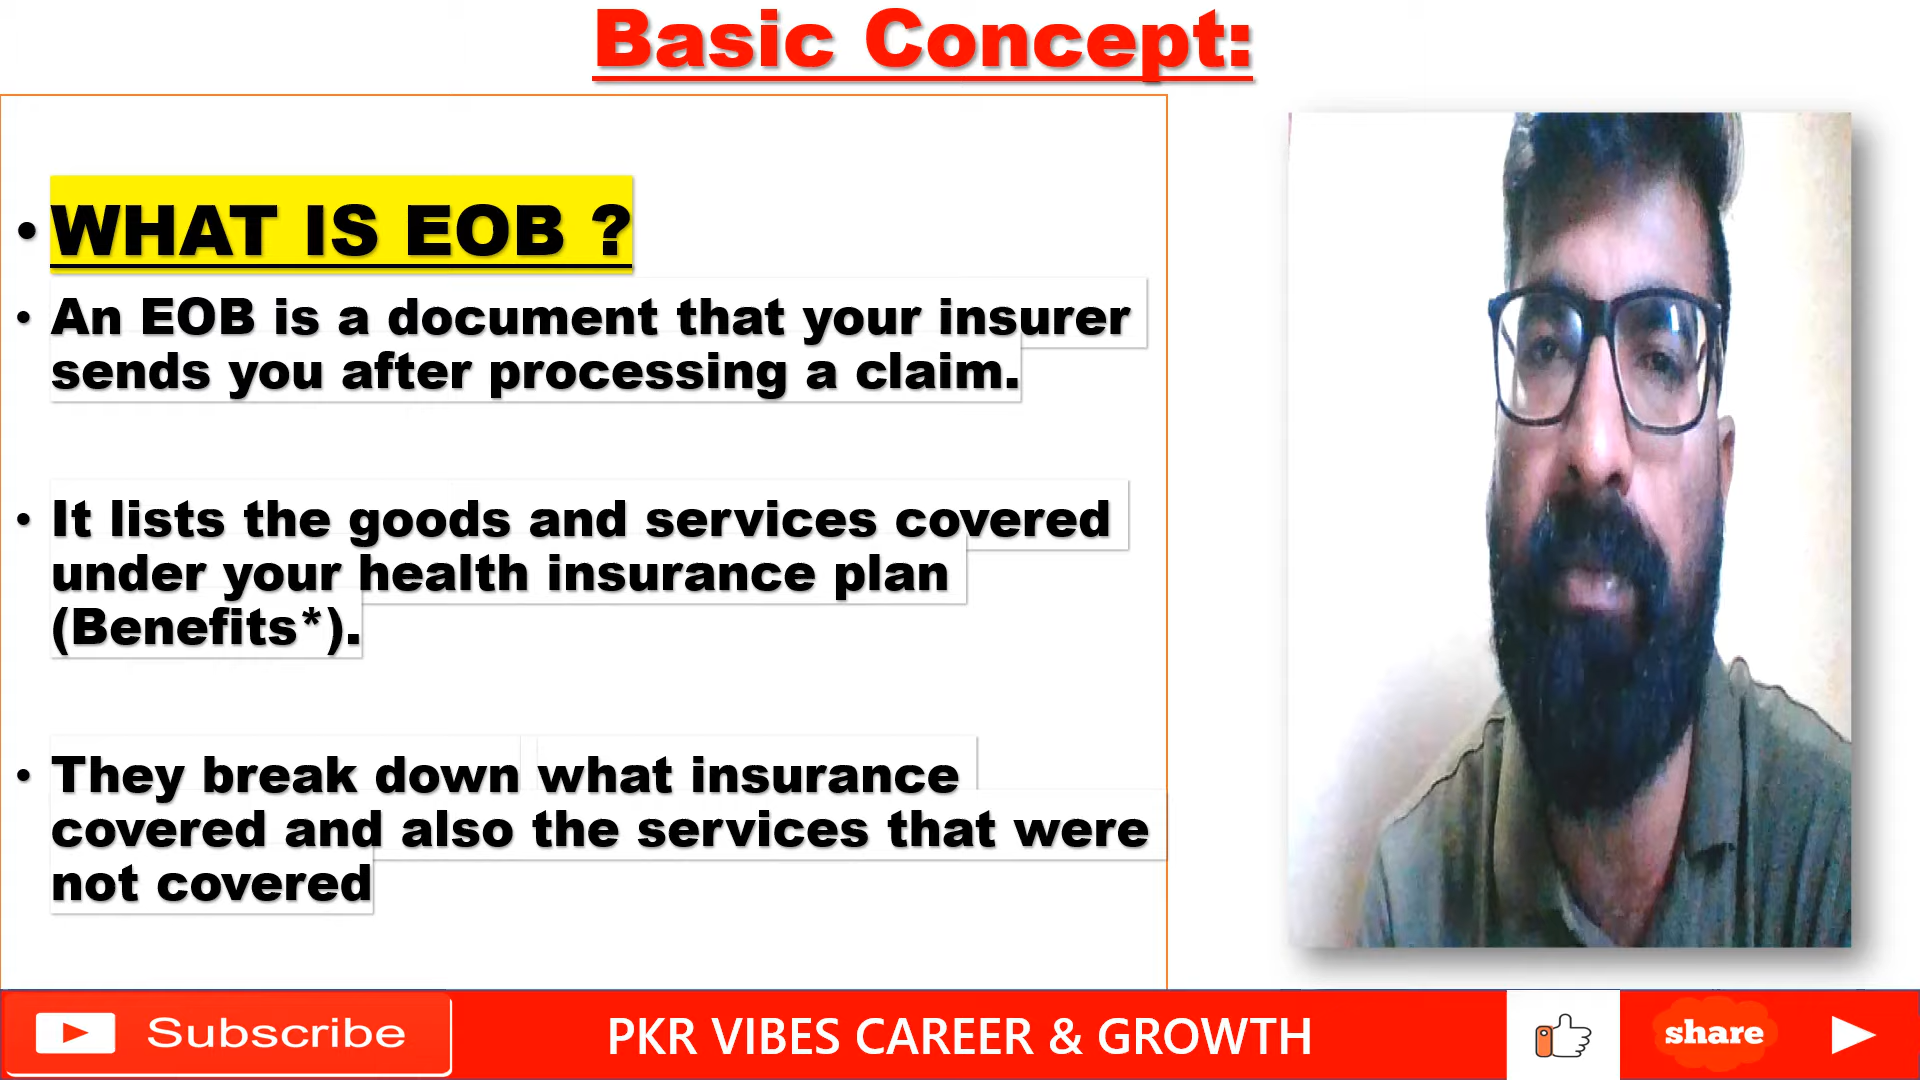 Basic Concept:
• WHAT IS EOB ?
• An EOB is a document that your insurer
sends you after processing a claim.
• It lists the goods and services covered
under your health insurance plan
(Benefits*).
• They break down what insurance
covered and also the services that were
not covered
Subscribe
PKR VIBES CAREER & GROWTH
share